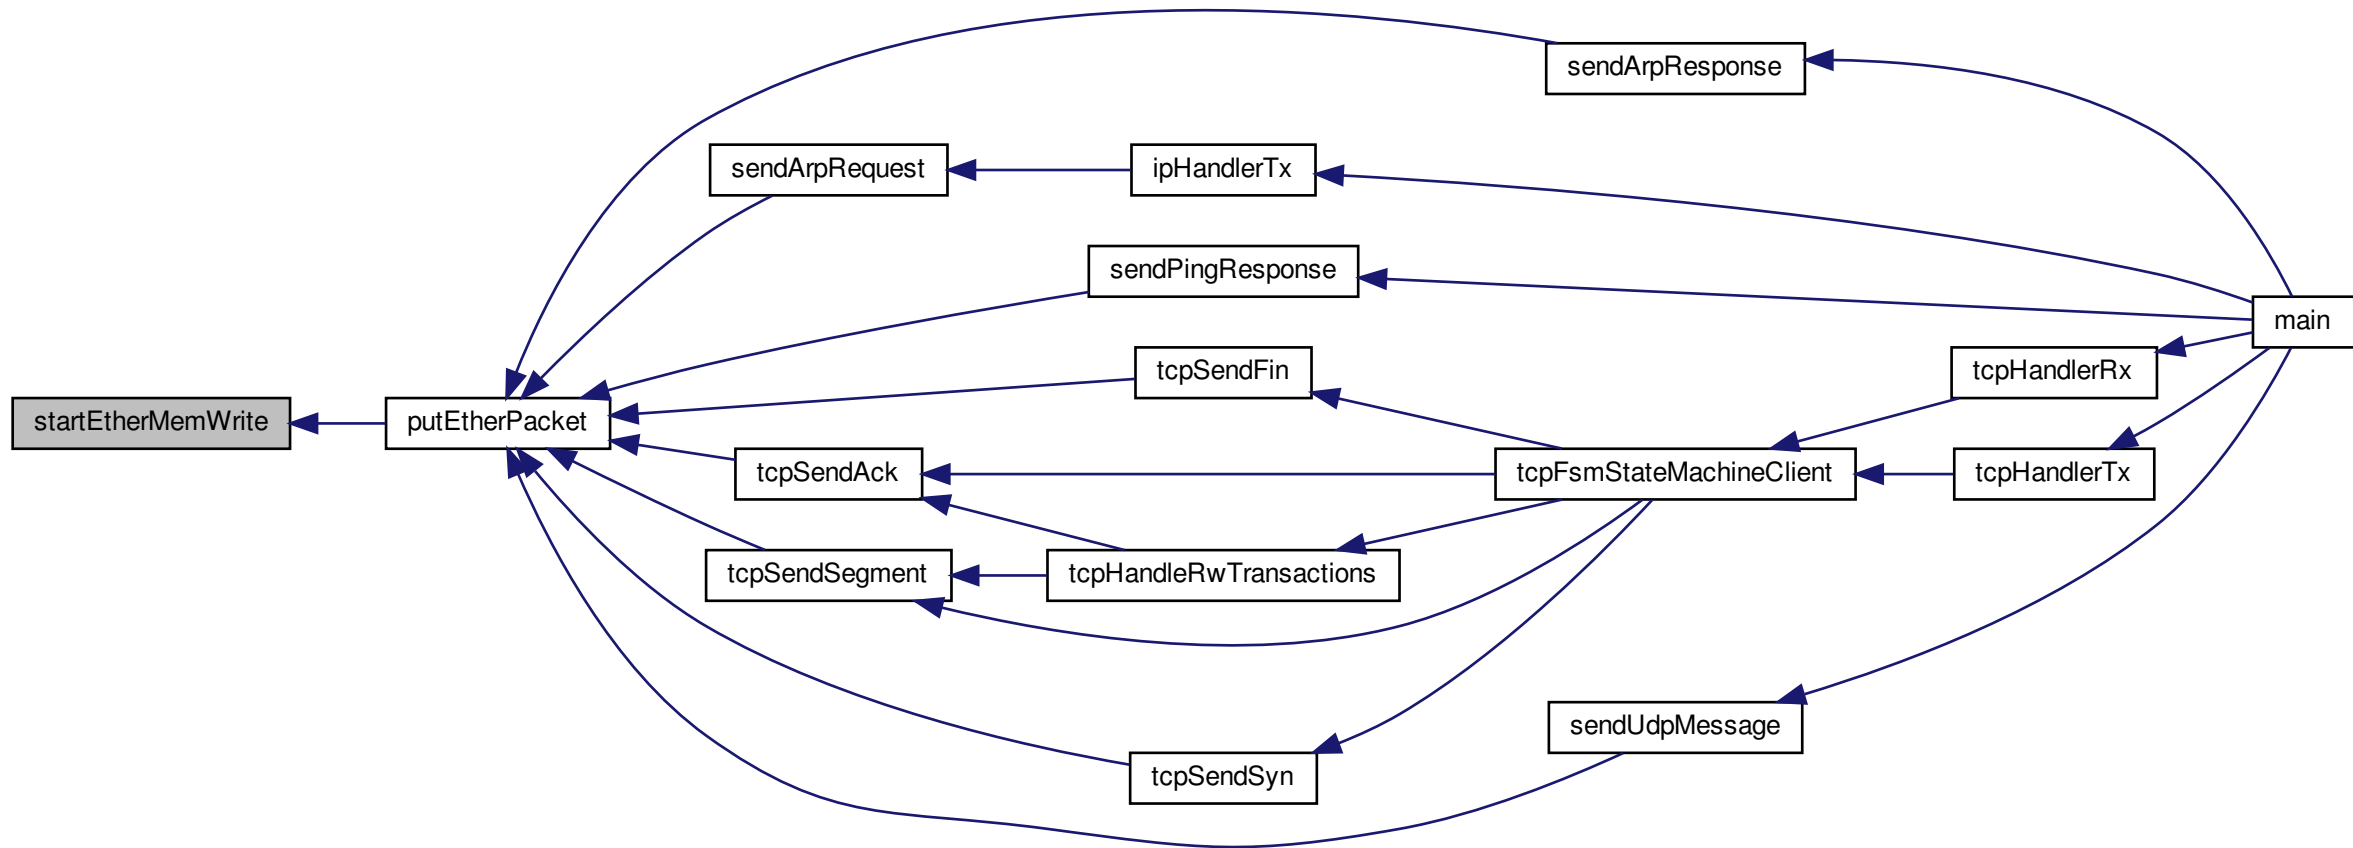 sendArpResponse
sendArpRequest
ipHandlerTx
sendPingResponse
main
tcpSendFin
tcpHandlerRx
startEtherMemWrite
putEtherPacket
tcpSendAck
tcpFsmStateMachineClient
tcpHandlerTx
tcpSendSegment
tcpHandleRwTransactions
sendUdpMessage
tcpSendSyn